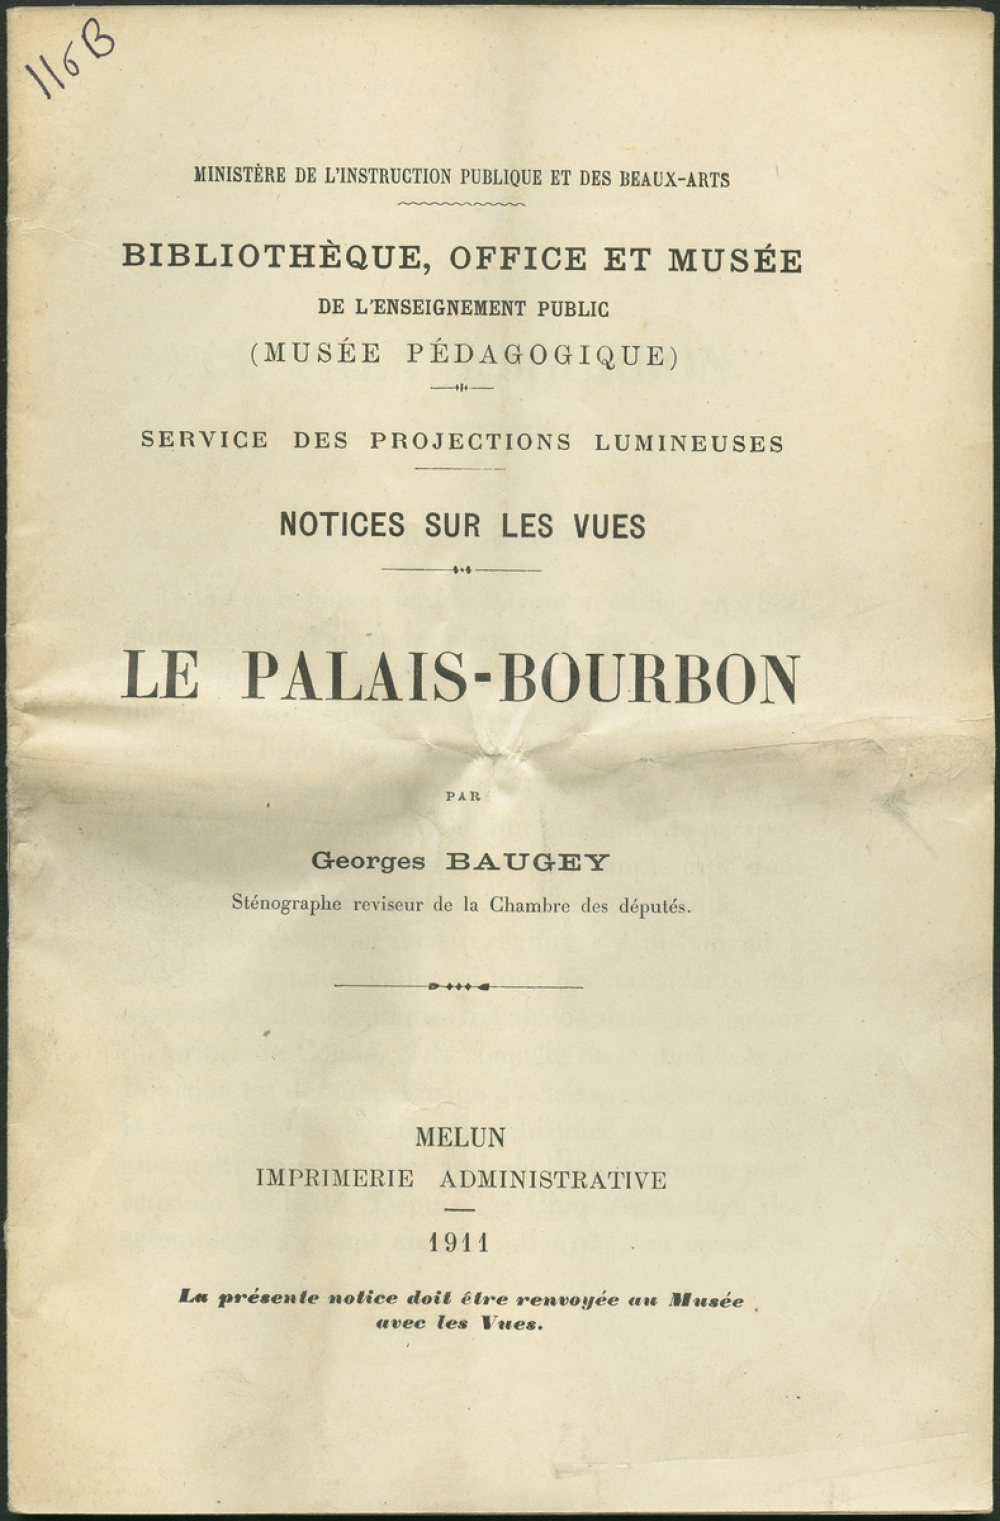 116B
MINISTÈRE DE L'INSTRUCTION PUBLIQUE ET DES BEAUX-ARTS
BIBLIOTHÈQUE, OFFICE ET MUSÉE
DE L'ENSEIGNEMENT PUBLIC
(MUSÉE PÉDAGOGIQUE)
SERVICE DES PROJECTIONS LUMINEUSES
NOTICES SUR LES VUES
LE PALAIS-BOURBON
PAR
Georges BAUGEY
Sténographe reviseur de la Chambre des députés.
MELUN
IMPRIMERIE ADMINISTRATIVE
1911
La présente notice doit être renvoyée au Musée
avec les Vues.